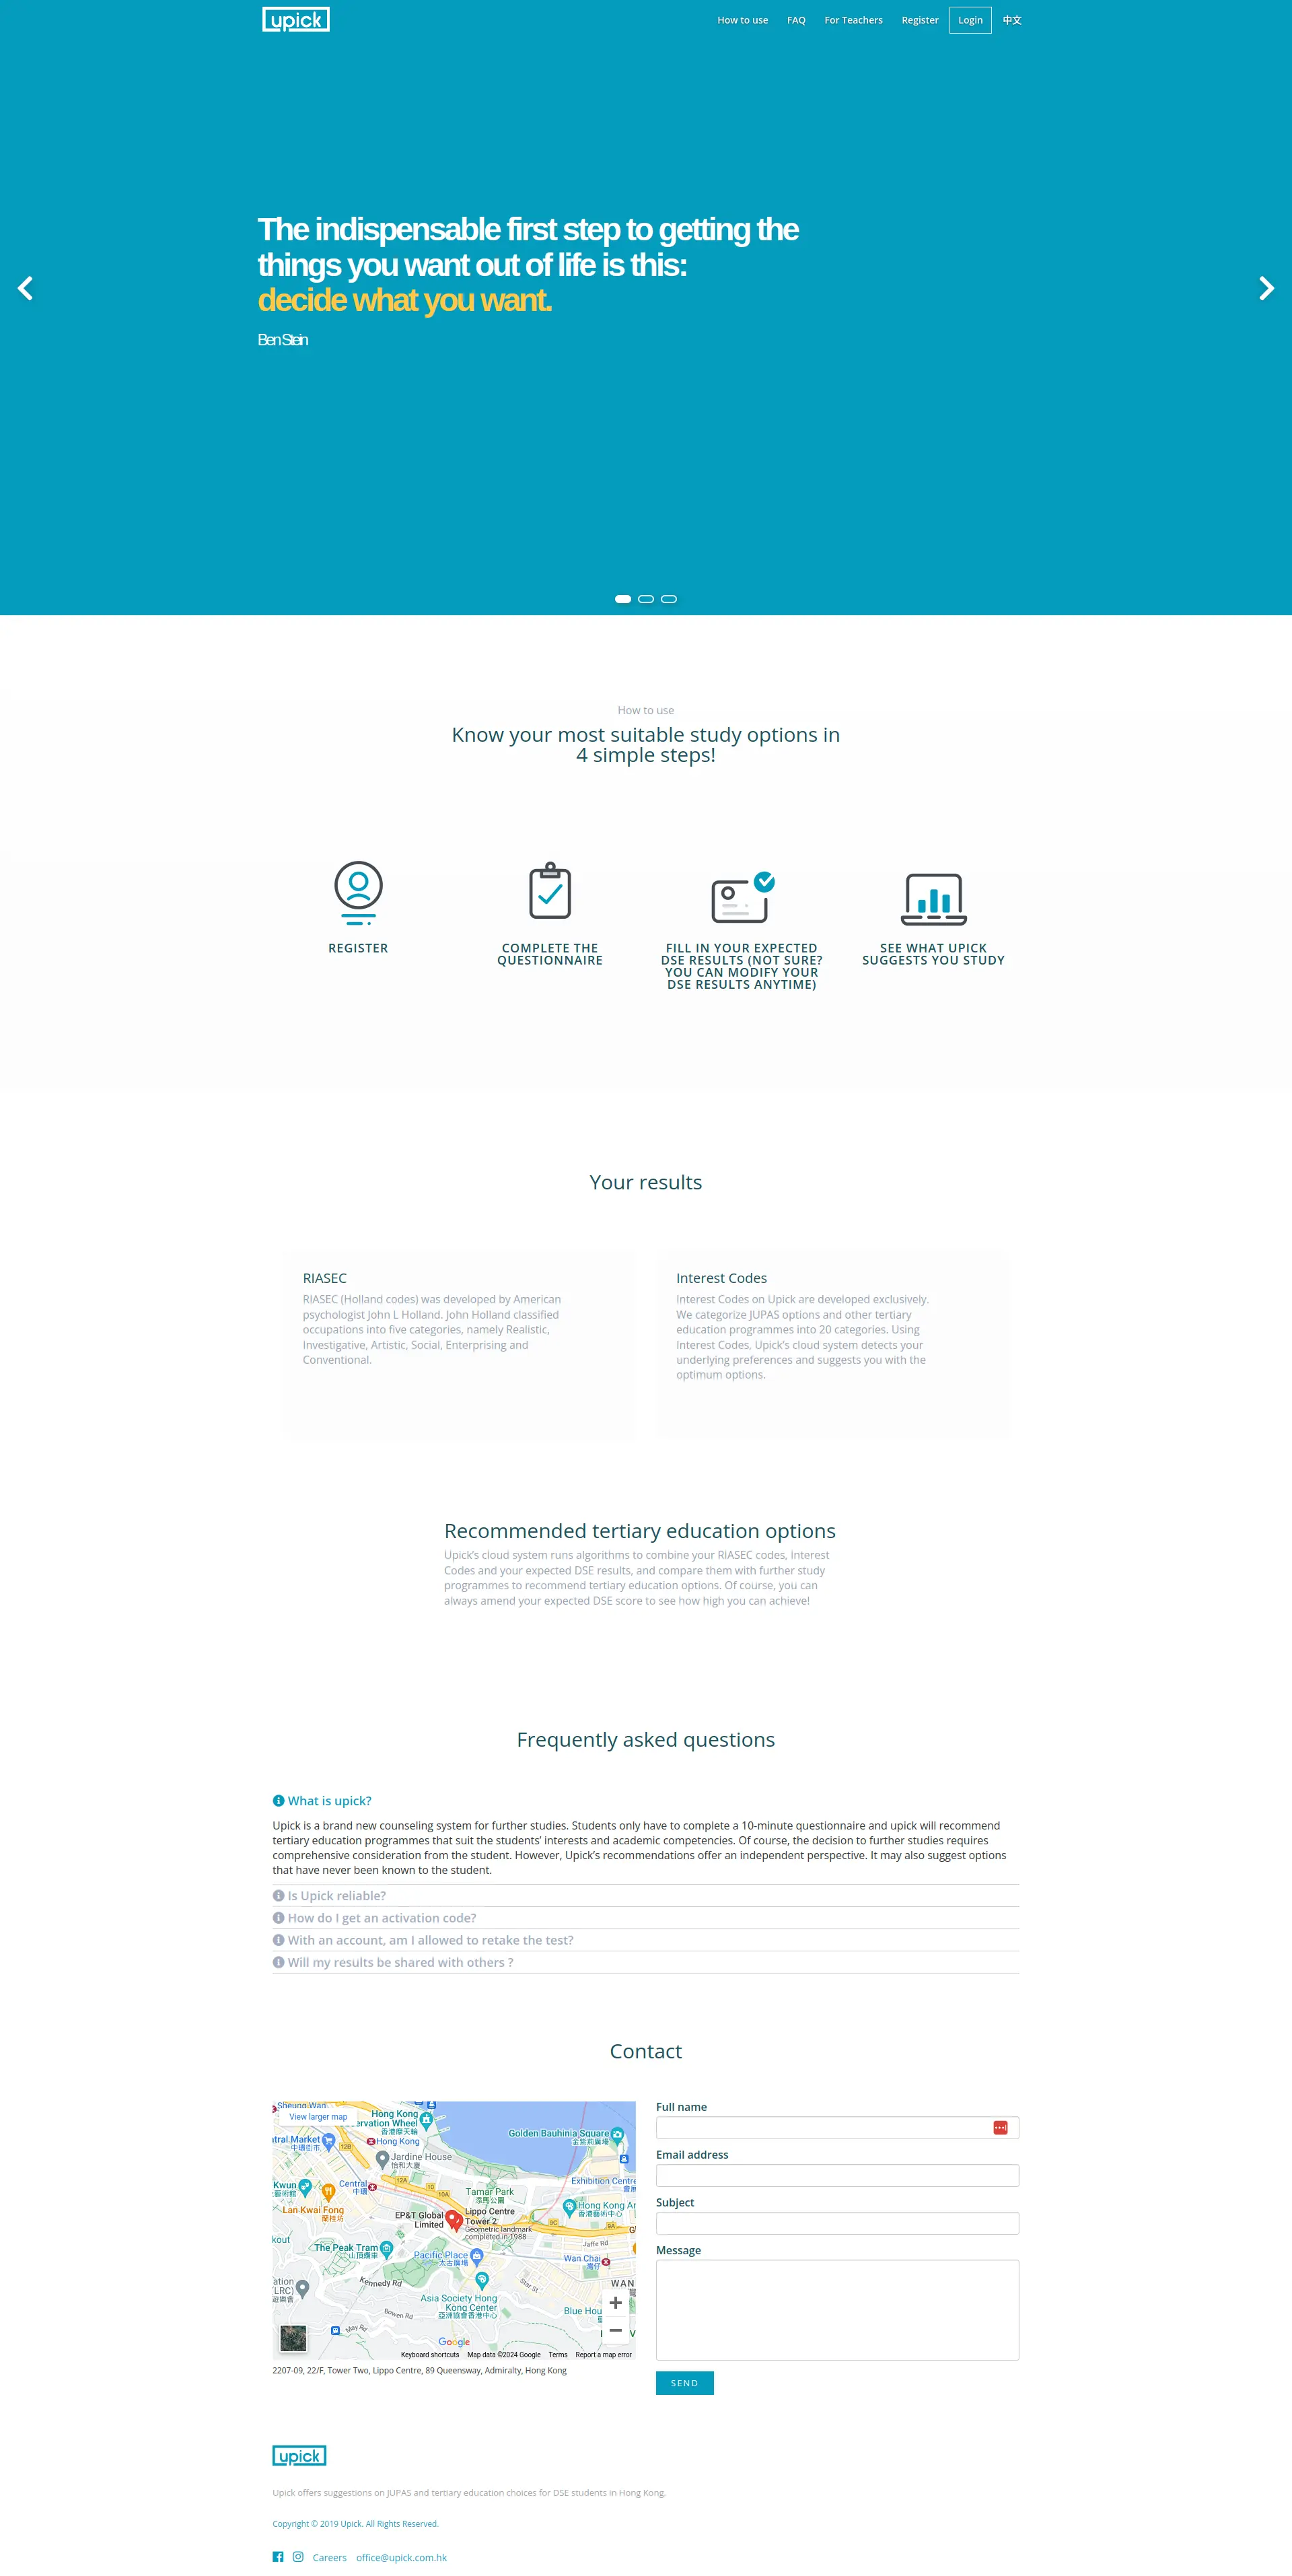 upick
How to use
FAQ
For Teachers
Register
Login
中文
The indispensable first step to getting the
things you want out of life is this:
decide what you want.
Ben Stein
How to use
Know your most suitable study options in
4 simple steps!
REGISTER
COMPLETE THE
QUESTIONNAIRE
FILL IN YOUR EXPECTED
DSE RESULTS (NOT SURE?
YOU CAN MODIFY YOUR
DSE RESULTS ANYTIME)
SEE WHAT UPICK
SUGGESTS YOU STUDY
Your results
RIASEC
RIASEC (Holland codes) was developed by American
psychologist John L Holland. John Holland classified
occupations into five categories, namely Realistic,
Investigative, Artistic, Social, Enterprising and
Conventional.
Interest Codes
Interest Codes on Upick are developed exclusively.
We categorize JUPAS options and other tertiary
education programmes into 20 categories. Using
Interest Codes, Upick's cloud system detects your
underlying preferences and suggests you with the
optimum options.
Recommended tertiary education options
Upick's cloud system runs algorithms to combine your RIASEC codes, Interest
Codes and your expected DSE results, and compare them with further study
programmes to recommend tertiary education options. Of course, you can
always amend your expected DSE score to see how high you can achieve!
Frequently asked questions
What is upick?
Upick is a brand new counseling system for further studies. Students only have to complete a 10-minute questionnaire and upick will recommend
tertiary education programmes that suit the students' interests and academic competencies. Of course, the decision to further studies requires
comprehensive consideration from the student. However, Upick's recommendations offer an independent perspective. It may also suggest options
that have never been known to the student.
Is Upick reliable?
How do I get an activation code?
With an account, am I allowed to retake the test?
Will my results be shared with others ?
Contact
Sheung Wan
View larger map
Hong Kong
ervation Wheel
香港摩天輪
Golden Bauhinia Square
金紫荊廣場
ntral Market
中環街市
12B
Hong Kong
Jardine House
怡和大廈
Exhibition Centre
Kwun
藝術館
Central
中環
12A
10A
10A
Tamar Park
添馬公園
Lan Kwai Fong
蘭桂坊
Hong Kong Ar
香港藝術中心
EP&T Global
Limited
Lippo Centre
Tower 2
Geometric landmark
completed in 1988
8A
9A
kout
The Peak Tram
山頂纜車
Pacific Place
太古廣場
Jaffe Rd
Wan Chai
灣仔
Kennedy Rd
Star St
WAN
ation
(LRC)
遊樂會
Asia Society Hong
Kong Center
亞洲協會香港中心
Bowen Rd
Blue Hou
May Rd
Google
Keyboard shortcuts
Map data ©2024 Google
Terms
Report a map error
2207-09, 22/F, Tower Two, Lippo Centre, 89 Queensway, Admiralty, Hong Kong
Full name
Email address
Subject
Message
SEND
upick
Upick offers suggestions on JUPAS and tertiary education choices for DSE students in Hong Kong.
Copyright © 2019 Upick. All Rights Reserved.
Careers
office@upick.com.hk